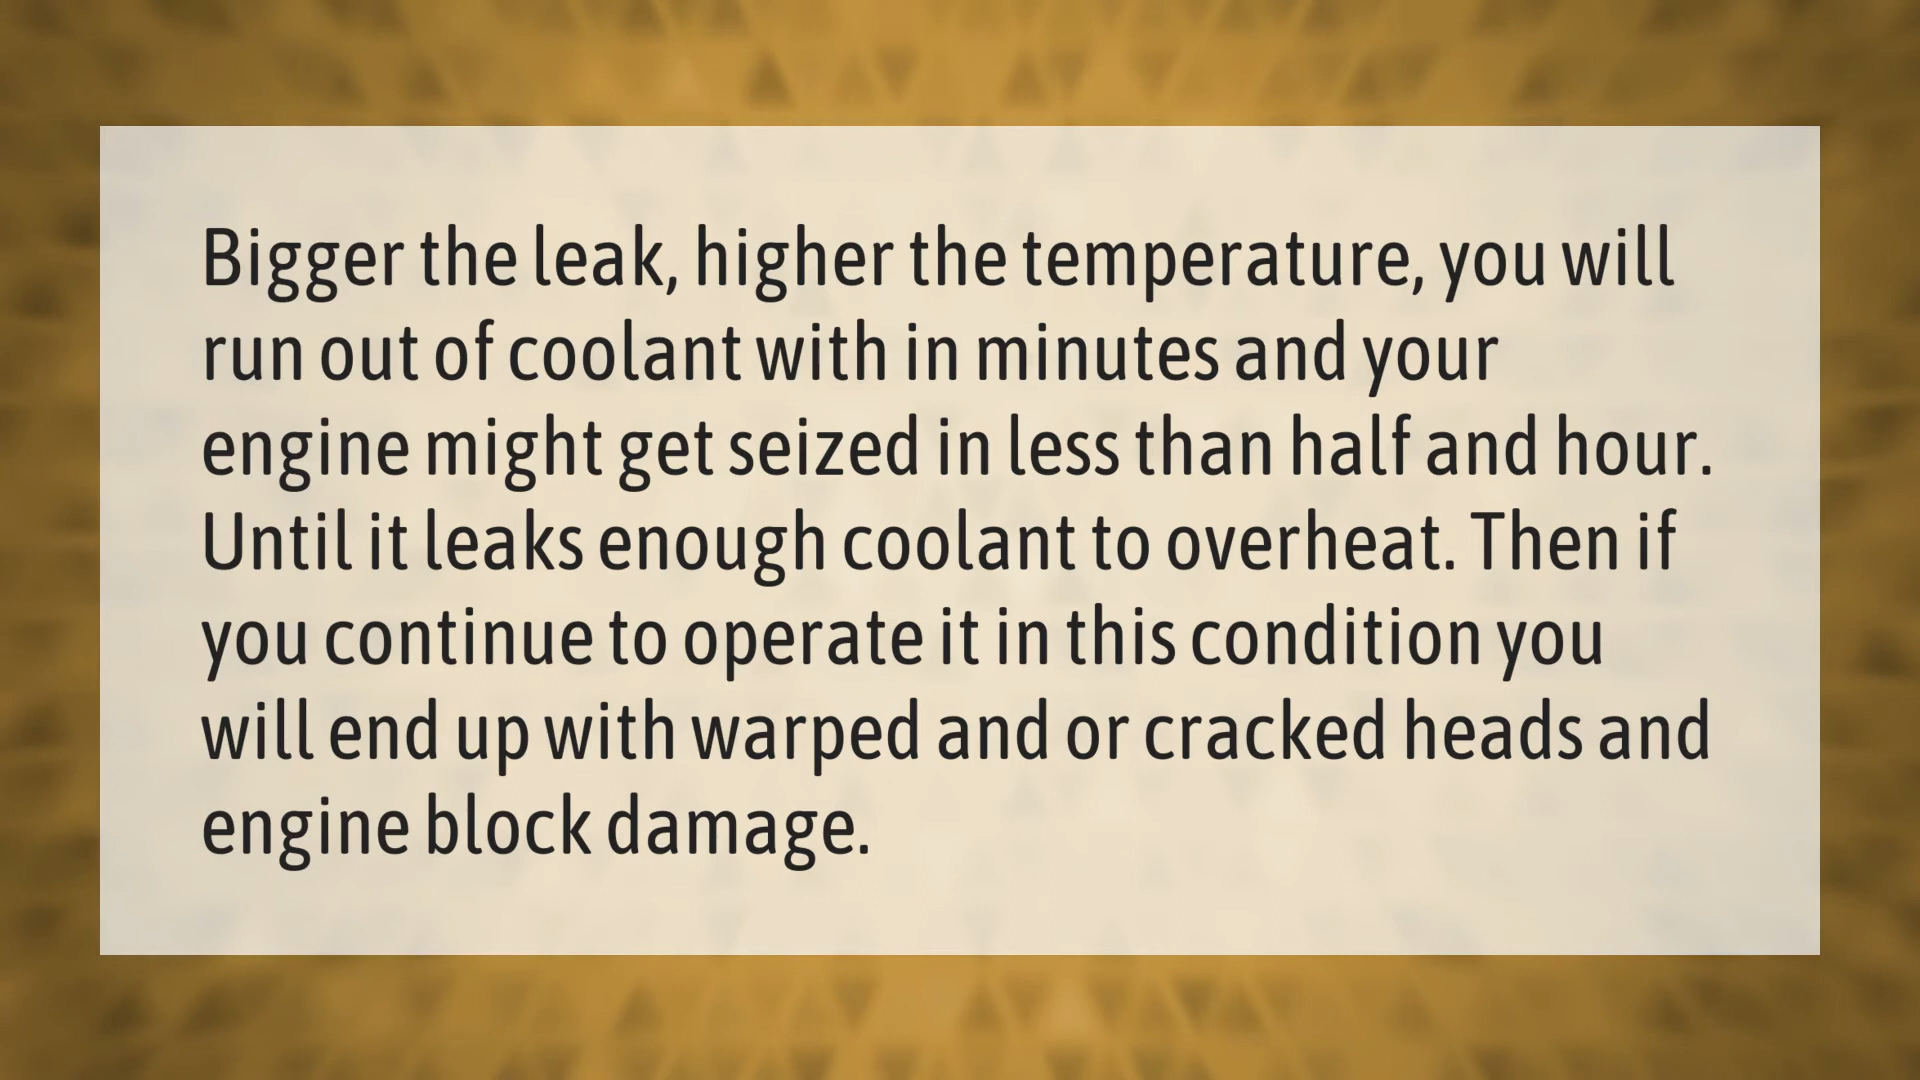 Bigger the leak, higher the temperature, you will
run out of coolant with in minutes and your
engine might get seized in less than half and hour.
Until it leaks enough coolant to overheat. Then if
you continue to operate it in this condition you
will end up with warped and or cracked heads and
engine block damage.